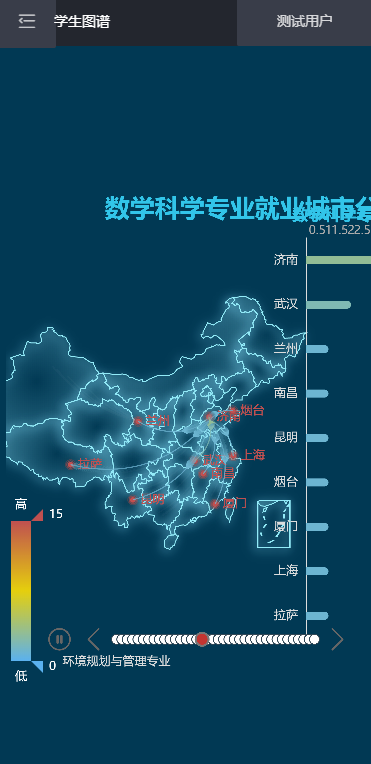 学生图谱
测试用户
数学科学专业就业城市分
0.511.522.5
济南
武汉
兰州
南昌
昆明
烟台
厦门
上海
拉萨
烟台
济南
兰州
上海
拉萨
南昌
昆明
厦门
高
15
0
低
环境规划与管理专业